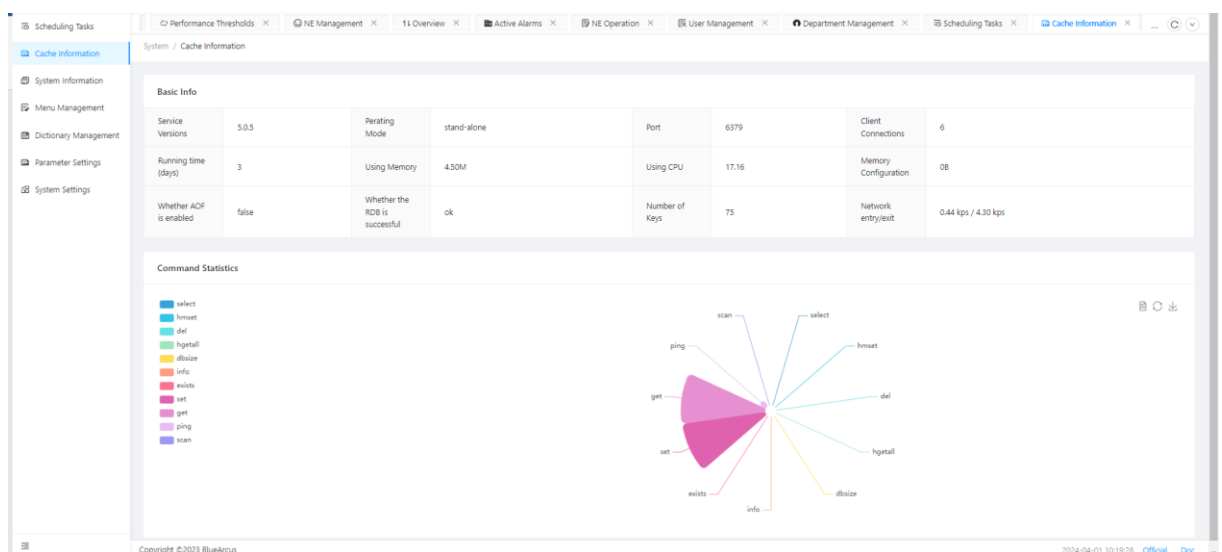 Scheduling Tasks
Performance Thresholds
NE Management
Overview
Active Alarms
NE Operation
User Management
Department Management
Scheduling Tasks
Cache Information
...
Cache Information
System / Cache Information
System Information
Menu Management
Dictionary Management
Parameter Settings
System Settings
Basic Info
Service
Versions
5.0.5
Perating
Mode
stand-alone
Port
6379
Client
Connections
6
Running time
(days)
3
Using Memory
4.50M
Using CPU
17.16
Memory
Configuration
0B
Whether AOF
is enabled
false
Whether the
RDB is
successful
ok
Number of
Keys
75
Network
entry/exit
0.44 kps / 4.30 kps
Command Statistics
select
hmset
del
hgetall
dbsize
info
exists
set
get
ping
scan
scan
select
ping
hmset
get
del
set
hgetall
exists
dbsize
info
Copyright ©2023 BlueArcus
2024-04-01 10:19:28
Official
Doc